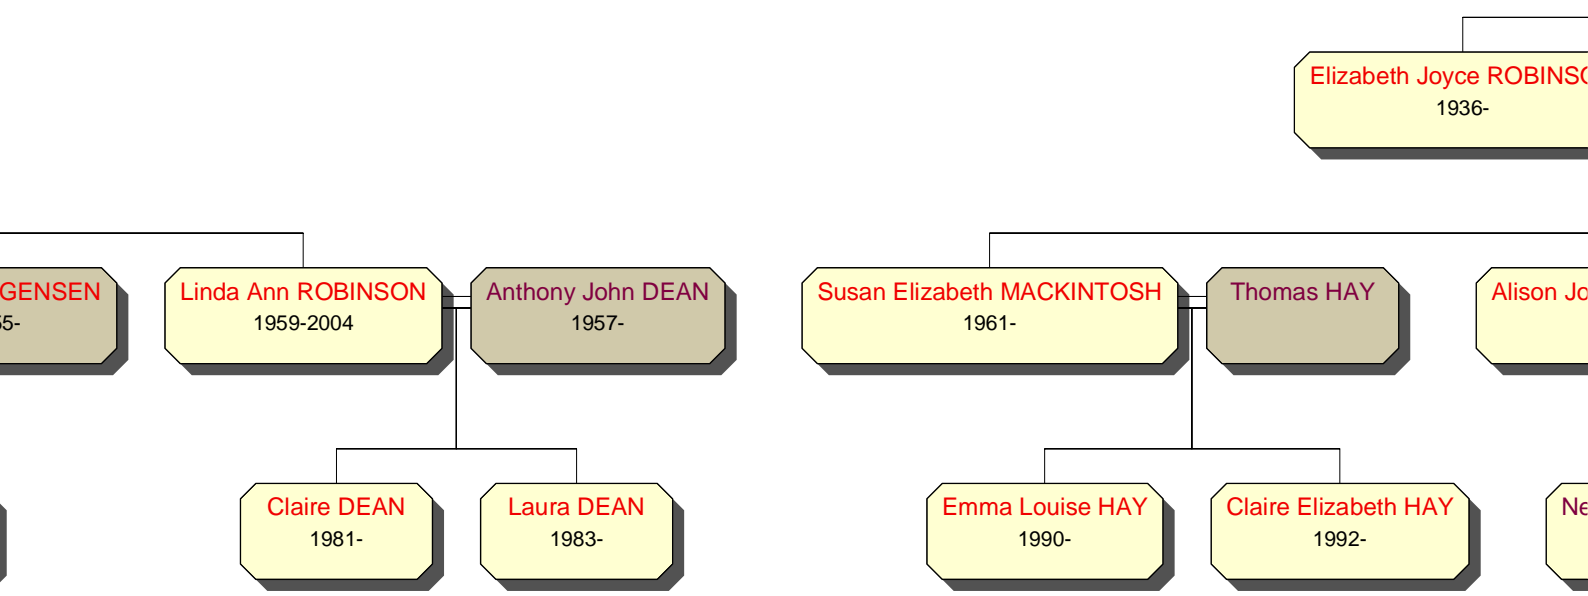 Elizabeth Joyce
1936-
Linda Ann ROBINSON
1959-2004
Anthony John DEAN
1957-
Susan Elizabeth MACKINTOSH
1961-
Thomas HAY
Alison
Claire DEAN
1981-
Laura DEAN
1983-
Emma Louise HAY
1990-
Claire Elizabeth HAY
1992-